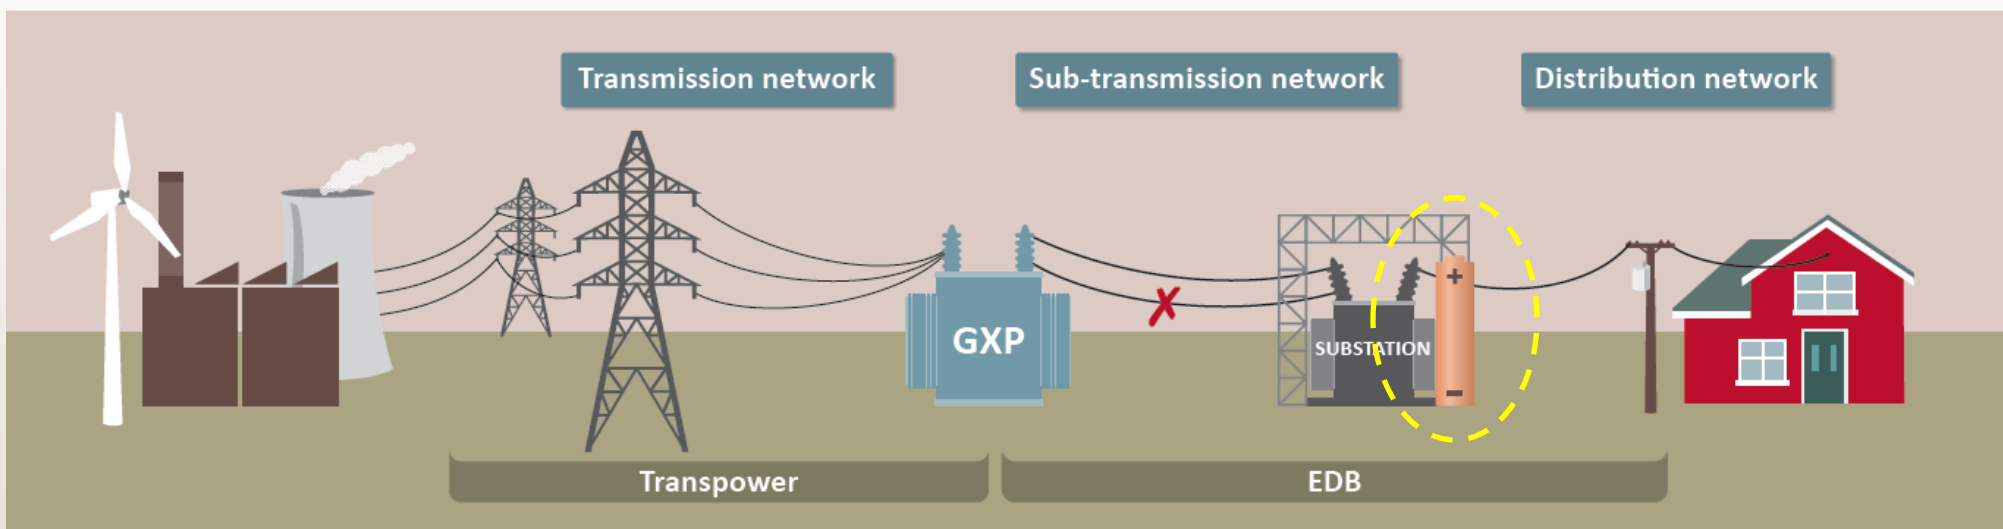 Transmission network
Sub-transmission network
Distribution network
GXP
SUBSTATION
+
-
Transpower
EDB